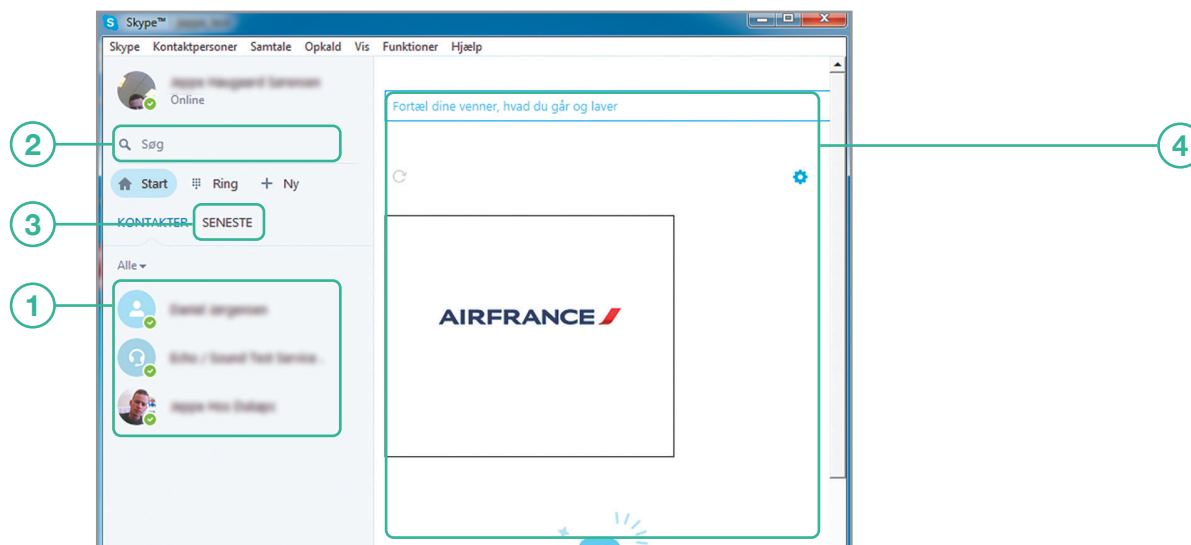 Skype™
Skype Kontaktpersoner Samtale Opkald Vis Funktioner Hjælp
Online
Fortæl dine venner, hvad du går og laver
2
Søg
4
Start Ring Ny
3
KONTAKTER SENESTE
Alle
1
AIRFRANCE